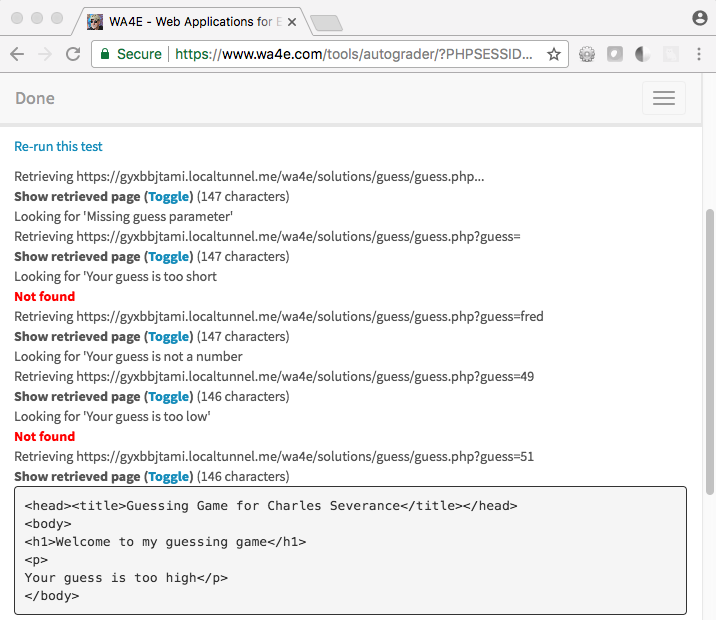 WA4E - Web Applications for E
Secure
https://www.wa4e.com/tools/autograder/?PHPSESSID...
Done
Re-run this test
Retrieving https://gyxbbjtami.localtunnel.me/wa4e/solutions/guess/guess.php...
Show retrieved page (Toggle) (147 characters)
Looking for 'Missing guess parameter'
Retrieving https://gyxbbjtami.localtunnel.me/wa4e/solutions/guess/guess.php?guess=
Show retrieved page (Toggle) (147 characters)
Looking for 'Your guess is too short
Not found
Retrieving https://gyxbbjtami.localtunnel.me/wa4e/solutions/guess/guess.php?guess=fred
Show retrieved page (Toggle) (147 characters)
Looking for 'Your guess is not a number
Retrieving https://gyxbbjtami.localtunnel.me/wa4e/solutions/guess/guess.php?guess=49
Show retrieved page (Toggle) (146 characters)
Looking for 'Your guess is too low'
Not found
Retrieving https://gyxbbjtami.localtunnel.me/wa4e/solutions/guess/guess.php?guess=51
Show retrieved page (Toggle) (146 characters)
<head><title>Guessing Game for Charles Severance</title></head>
<body>
<h1>Welcome to my guessing game</h1>
<p>
Your guess is too high</p>
</body>